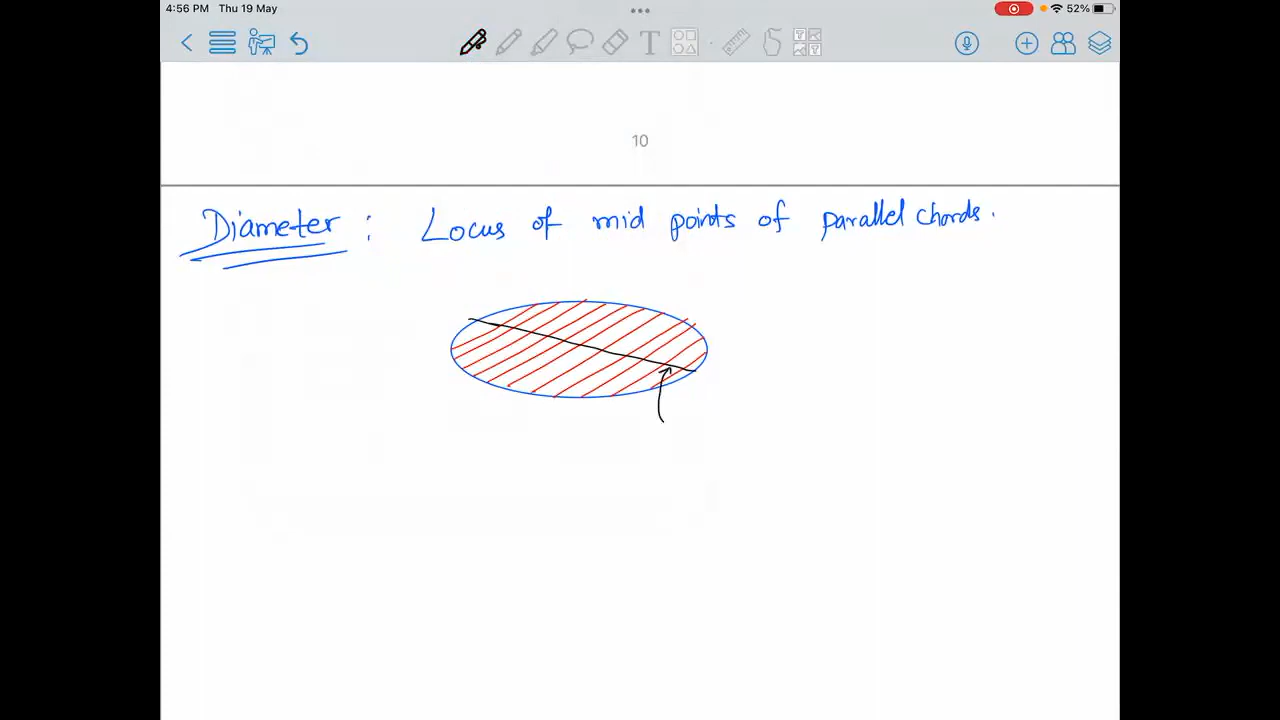 4:56 PM Thu 19 May
52%
T
10
Diameter : Locus of mid points of parallel chords.